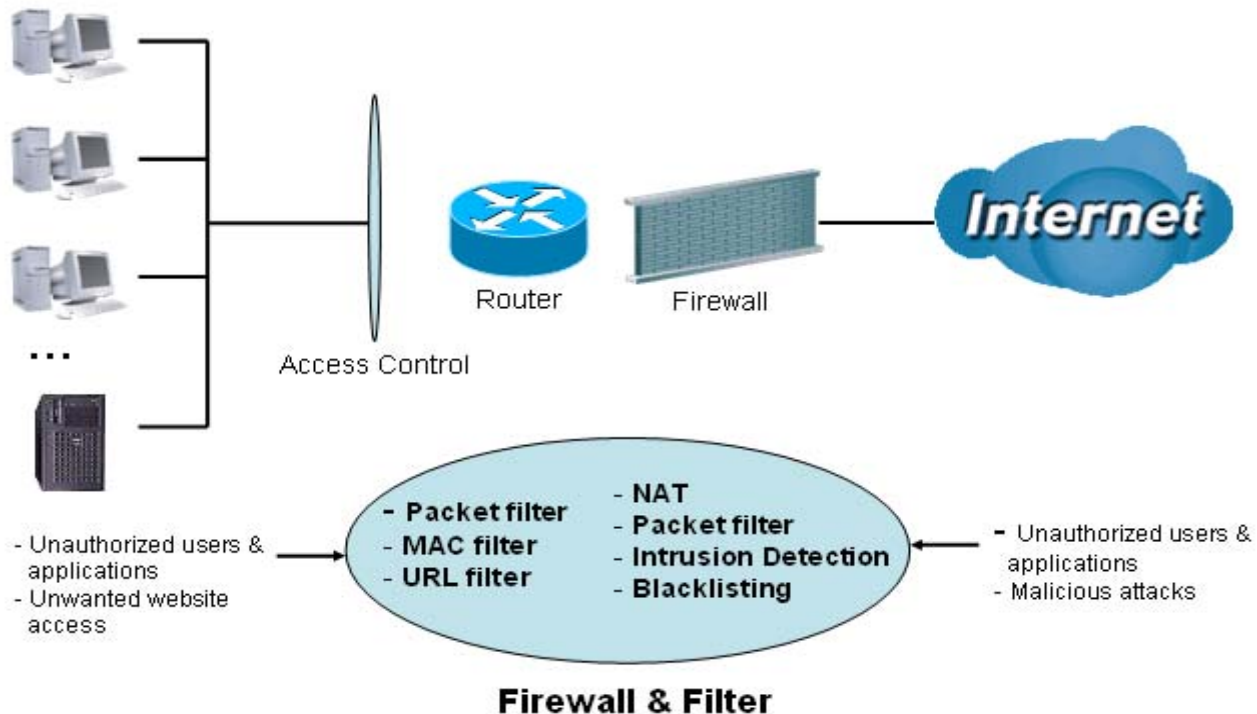 Internet
Router
Firewall
Access Control
...
- Packet filter
- MAC filter
- URL filter
- NAT
- Packet filter
- Intrusion Detection
- Blacklisting
- Unauthorized users &
applications
- Unwanted website
access
- Unauthorized users &
applications
- Malicious attacks
Firewall & Filter